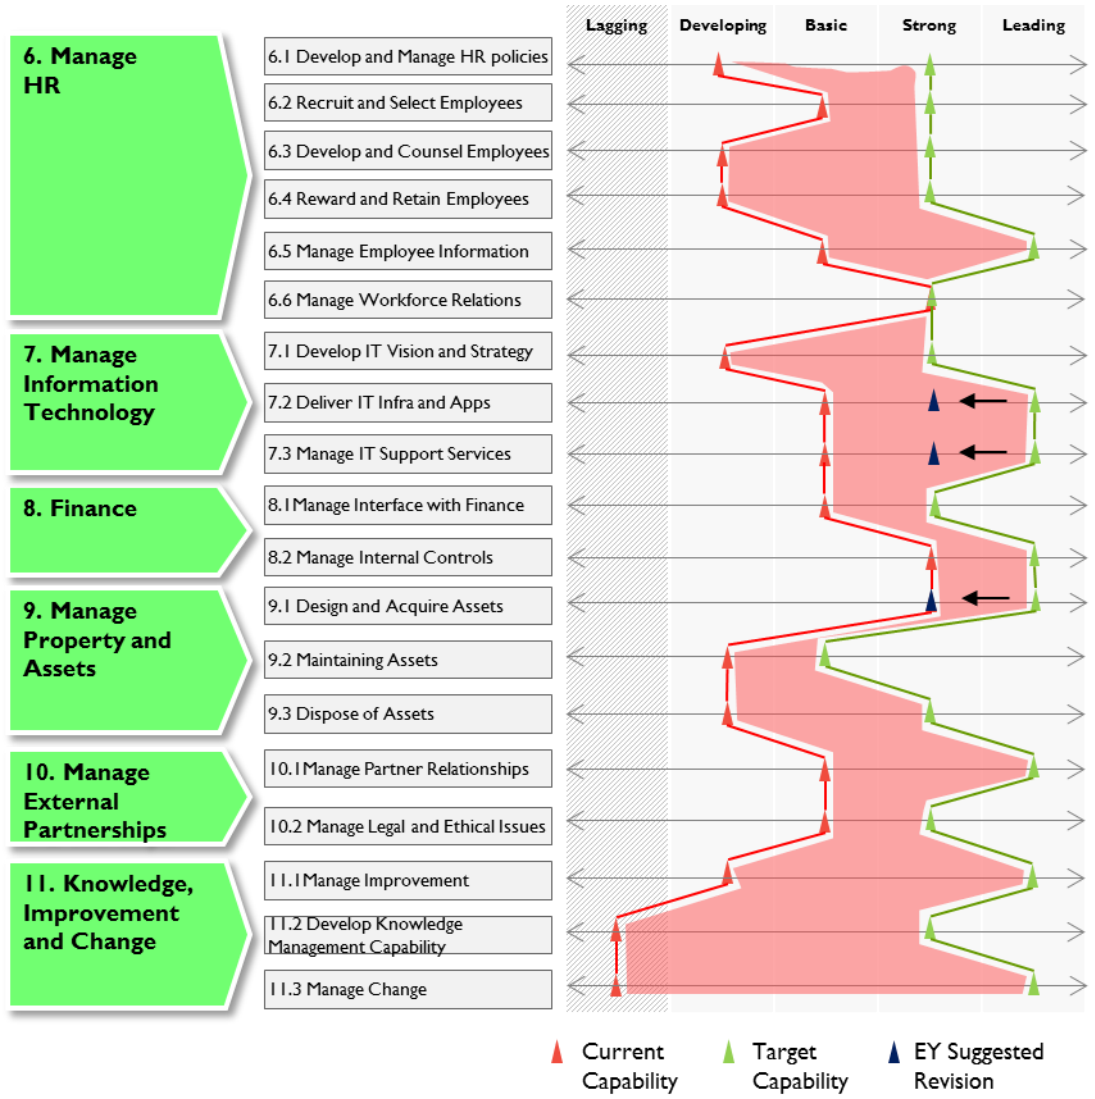 Lagging Developing Basic Strong Leading
6. Manage
HR
6.1 Develop and Manage HR policies
6.2 Recruit and Select Employees
6.3 Develop and Counsel Employees
6.4 Reward and Retain Employees
6.5 Manage Employee Information
6.6 Manage Workforce Relations
7. Manage
Information
Technology
7.1 Develop IT Vision and Strategy
7.2 Deliver IT Infra and Apps
7.3 Manage IT Support Services
8. Finance
8.1Manage Interface with Finance
8.2 Manage Internal Controls
9. Manage
Property and
Assets
9.1 Design and Acquire Assets
9.2 Maintaining Assets
9.3 Dispose of Assets
10. Manage
External
Partnerships
10.1Manage Partner Relationships
10.2 Manage Legal and Ethical Issues
11. Knowledge,
Improvement
and Change
11.1Manage Improvement
11.2 Develop Knowledge
Management Capability
11.3 Manage Change
Current
Capability
Target
Capability
EY Suggested
Revision